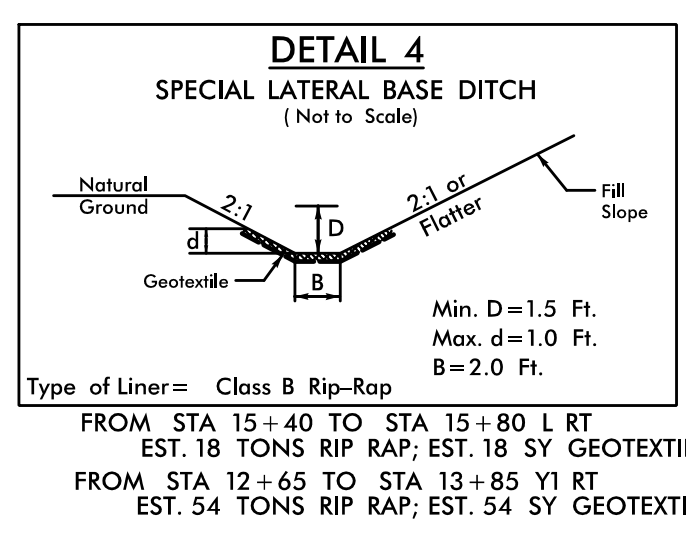 DETAIL 4
SPECIAL LATERAL BASE DITCH
( Not to Scale)
Natural
Ground
2:1
D
2:1 or
Flatter
Fill
Slope
d
Geotextile
B
Min. D=1.5 Ft.
Max. d=1.0 Ft.
B=2.0 Ft.
Type of Liner= Class B Rip-Rap
FROM STA 15+40 TO STA 15+80 L RT
EST. 18 TONS RIP RAP; EST. 18 SY GEOTEXTI
FROM STA 12+65 TO STA 13+85 Y1 RT
EST. 54 TONS RIP RAP; EST. 54 SY GEOTEXTI